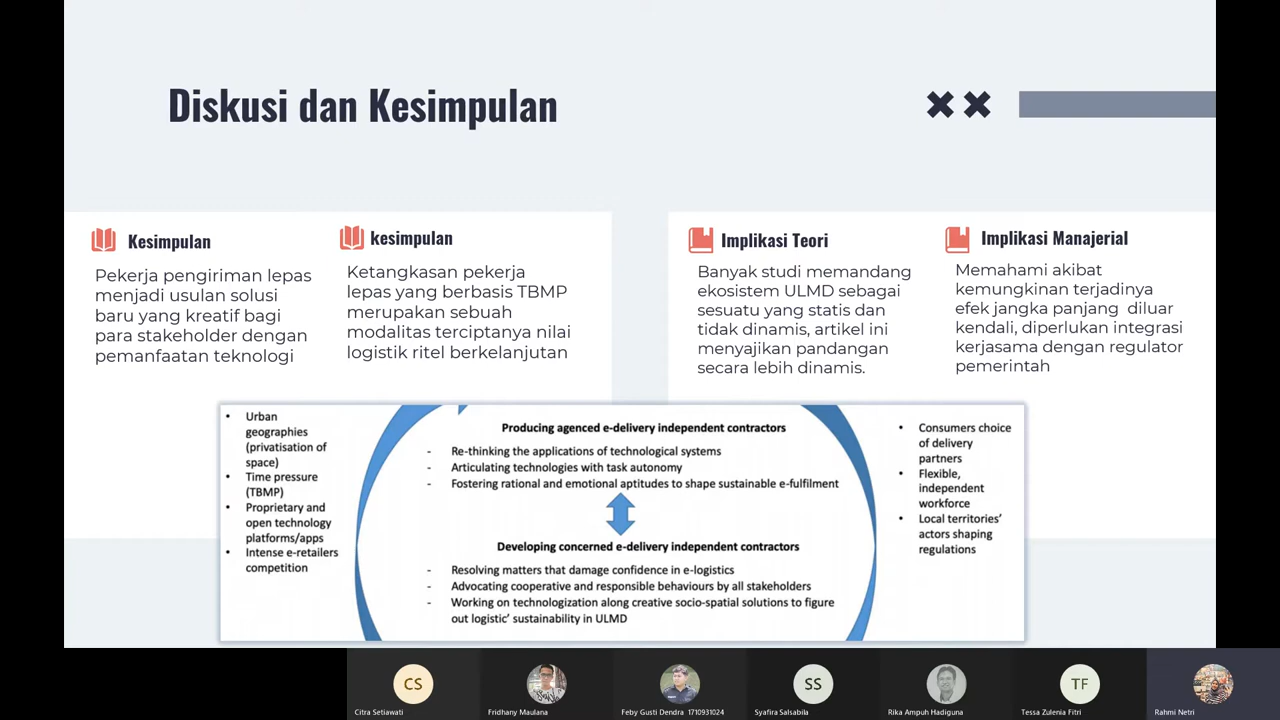 Diskusi dan Kesimpulan
Kesimpulan
Pekerja pengiriman lepas
menjadi usulan solusi
baru yang kreatif bagi
para stakeholder dengan
pemanfaatan teknologi
kesimpulan
Ketangkasan pekerja
lepas yang berbasis TBMP
merupakan sebuah
modalitas terciptanya nilai
logistik ritel berkelanjutan
Implikasi Teori
Banyak studi memandang
ekosistem ULMD sebagai
sesuatu yang statis dan
tidak dinamis, artikel ini
menyajikan pandangan
secara lebih dinamis.
Implikasi Manajerial
Memahami akibat
kemungkinan terjadinya
efek jangka panjang  diluar
kendali, diperlukan integrasi
kerjasama dengan regulator
pemerintah
• Urban
geographies
(privatisation of
space)
• Time pressure
(TBMP)
• Proprietary and
open technology
platforms/apps
• Intense e-retailers
competition
Producing agenced e-delivery independent contractors
- Re-thinking the applications of technological systems
- Articulating technologies with task autonomy
- Fostering rational and emotional aptitudes to shape sustainable e-fulfilment
Developing concerned e-delivery independent contractors
- Resolving matters that damage confidence in e-logistics
- Advocating cooperative and responsible behaviours by all stakeholders
- Working on technologization along creative socio-spatial solutions to figure
out logistic' sustainability in ULMD
• Consumers choice
of delivery
partners
• Flexible,
independent
workforce
• Local territories'
actors shaping
regulations
CS
Citra Setiawati
Fridhany Maulana
Feby Gusti Dendra 1710931024
SS
Syafira Salsabila
Rika Ampuh Hadiguna
TF
Tessa Zulenia Fitri
Rahmi Netri